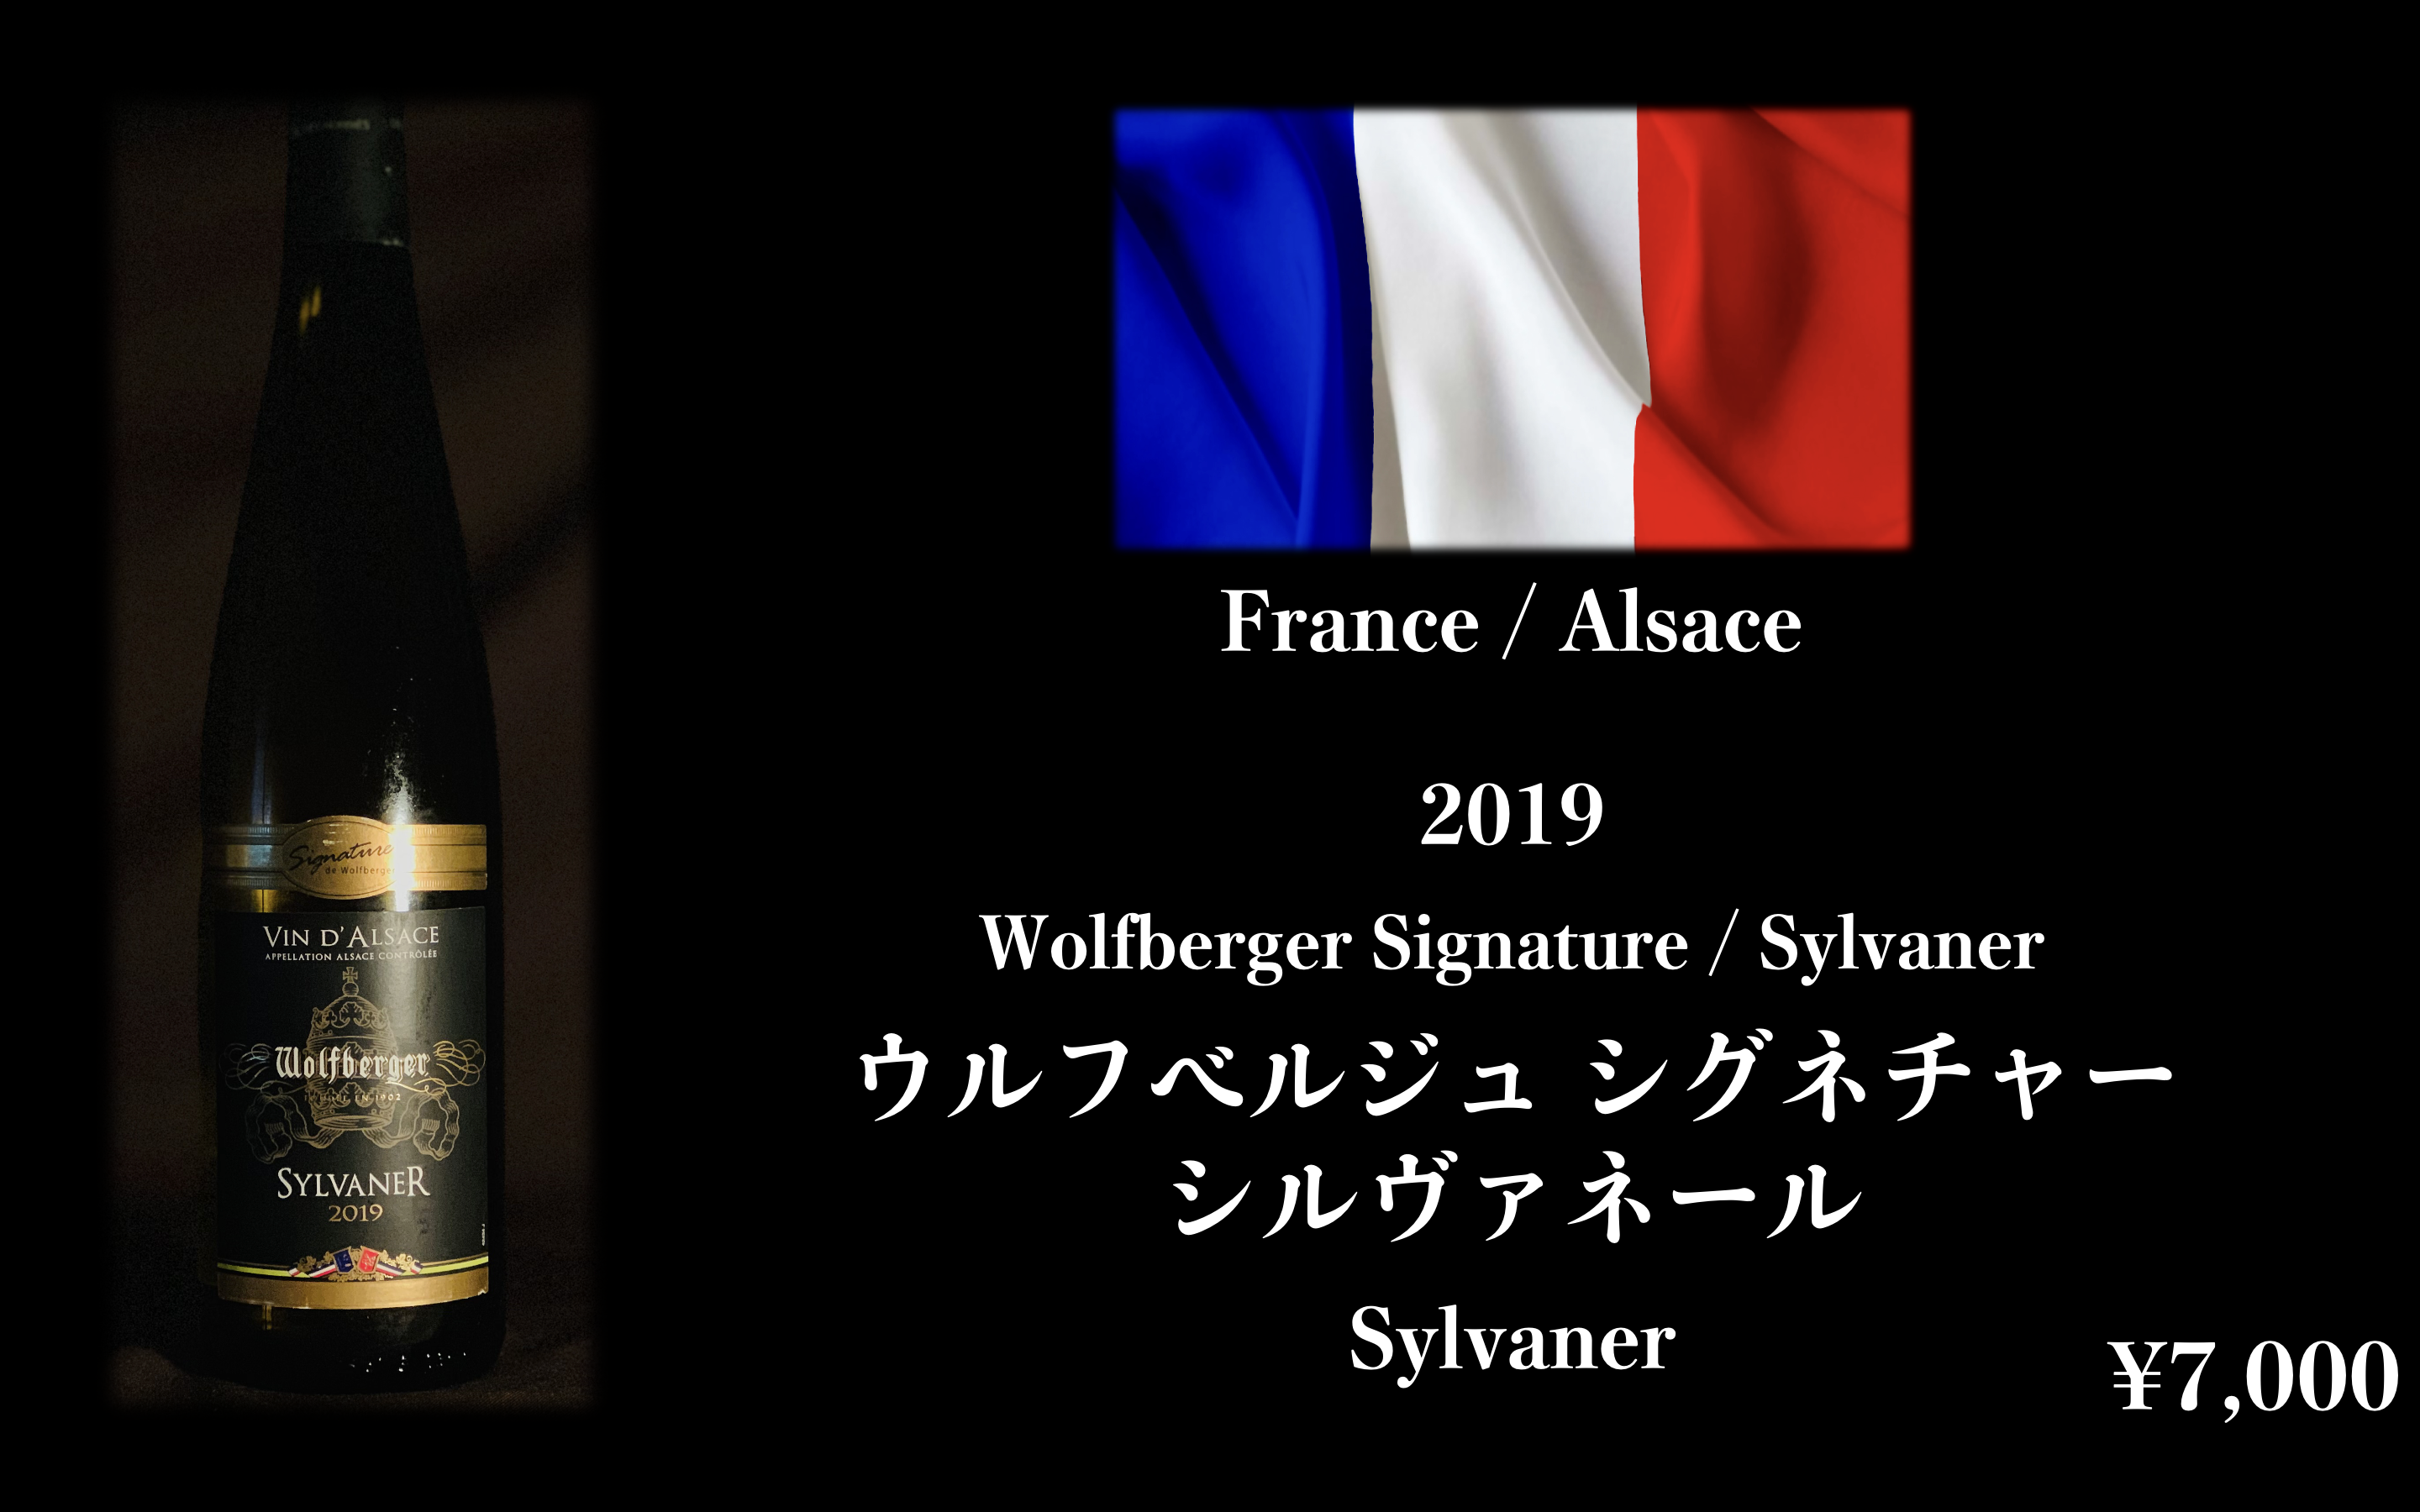 Signature
de Wolfberger
VIN D'ALSACE
APPELLATION ALSACE CONTRÔLÉE
Wolfberger
EN 1902
SYLVANER
2019
France / Alsace
2019
Wolfberger Signature / Sylvaner
ウルフベルジュ シグネチャー
シルヴァネール
Sylvaner
¥7,000